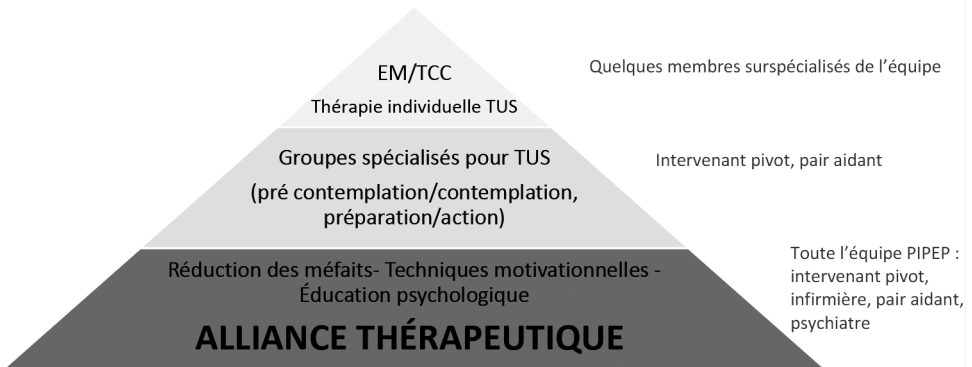 EM/TCC
Thérapie individuelle TUS
Quelques membres surspécialisés de l’équipe
Groupes spécialisés pour TUS
(pré contemplation/contemplation,
préparation/action)
Intervenant pivot, pair aidant
Réduction des méfaits- Techniques motivationnelles -
Éducation psychologique
ALLIANCE THÉRAPEUTIQUE
Toute l’équipe PIPEP :
intervenant pivot,
infirmière, pair aidant,
psychiatre